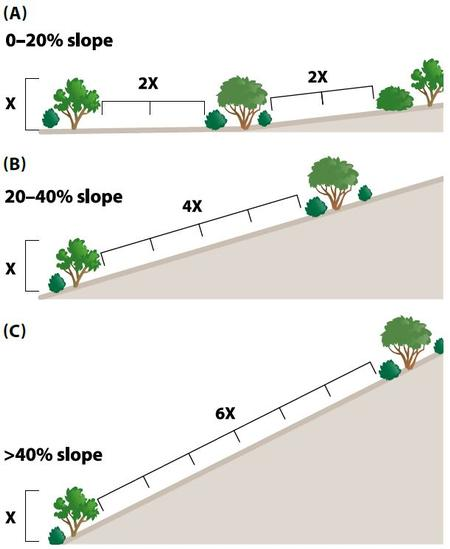 (A)
0–20% slope
X
2X
2X
(B)
20–40% slope
X
4X
(C)
>40% slope
X
6X